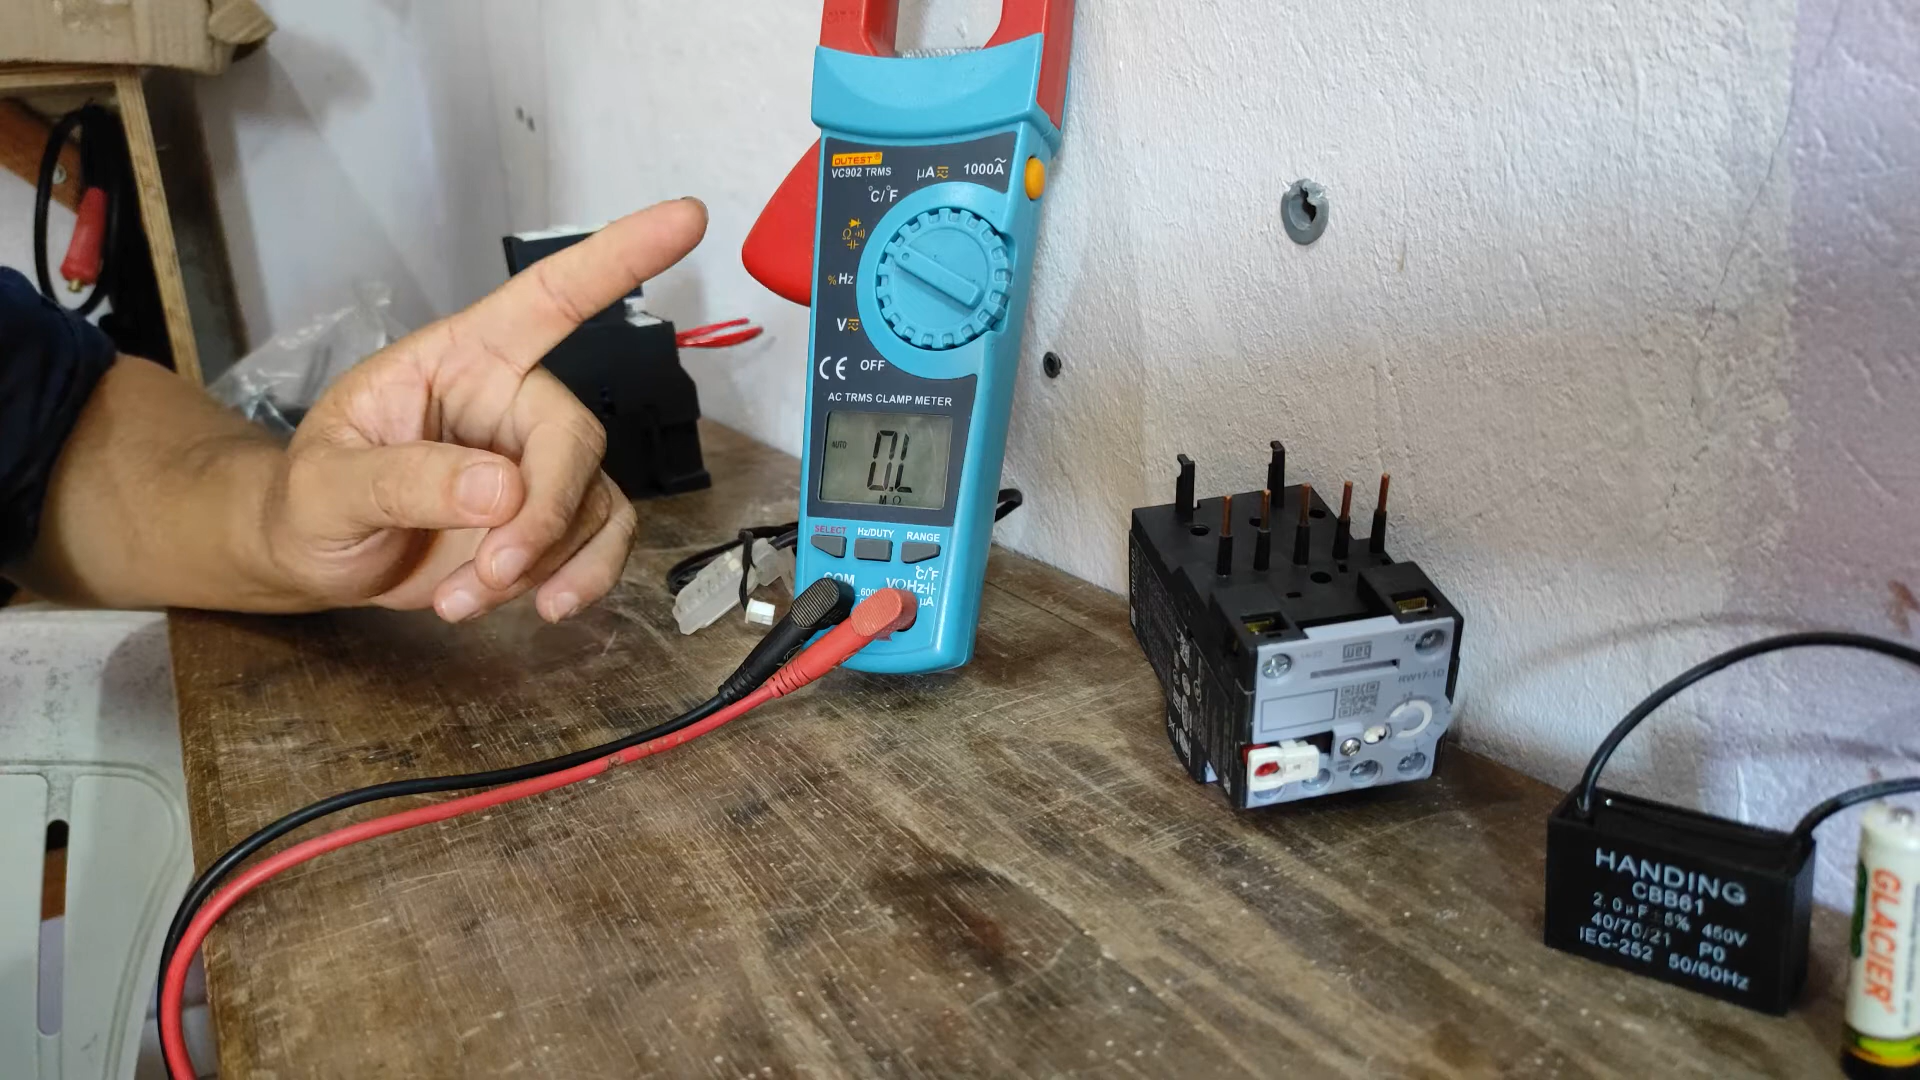 OUTEST®
VC902 TRMS
µA
1000A
°C/°F
Ω
% Hz
V
CE OFF
AC TRMS CLAMP METER
AUTO
0.L
M Ω
SELECT Hz/DUTY RANGE
COM
°C/°F
VΩHz
µA
weg
A2
RW17-1D
HANDING
CBB61
2.0µF±5% 450V
40/70/21 P0
IEC-252 50/60Hz
GLACIER